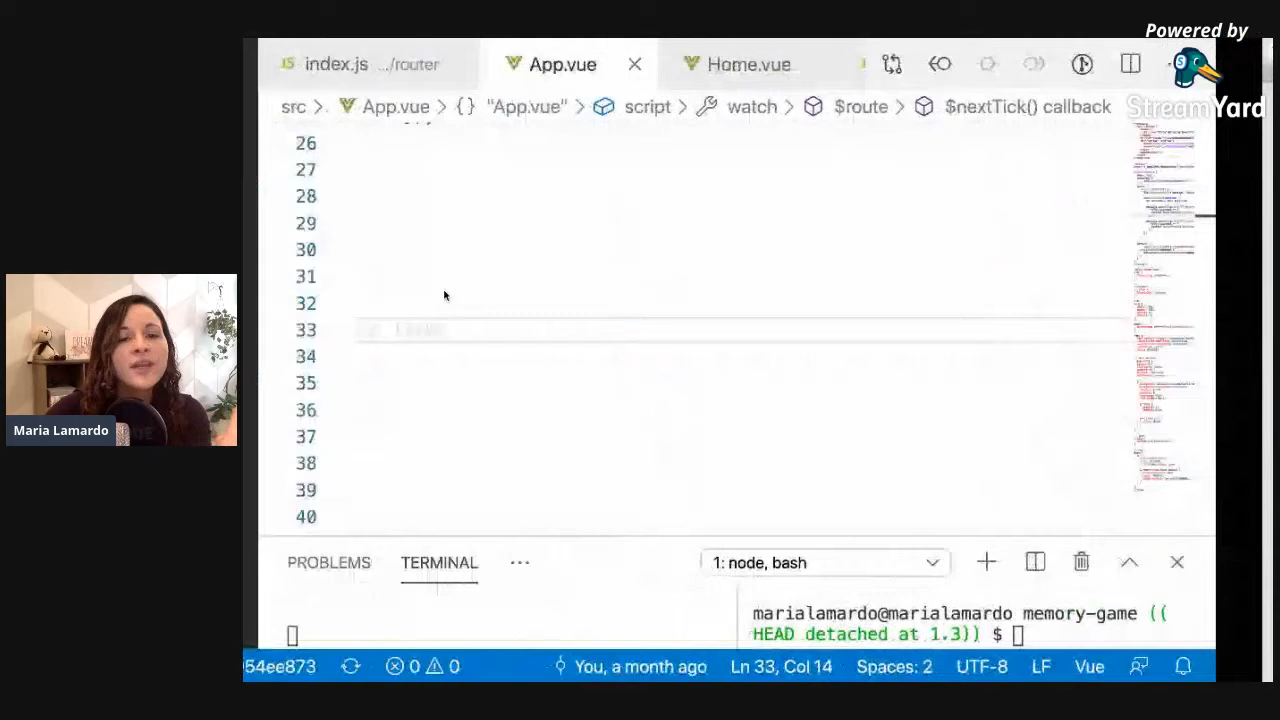 Powered by
StreamYard
index.js .../router
App.vue
Home.vue
src > App.vue > {} "App.vue" > script > watch > $route > $nextTick() callback
26
27
28
29
30
31
32
33
34
35
36
37
38
39
40
Maria Lamardo
PROBLEMS TERMINAL ... 1: node, bash
marialamardo@marialamardo memory-game ((
HEAD detached at 1.3)) $
54ee873 0 0 You, a month ago Ln 33, Col 14 Spaces: 2 UTF-8 LF Vue